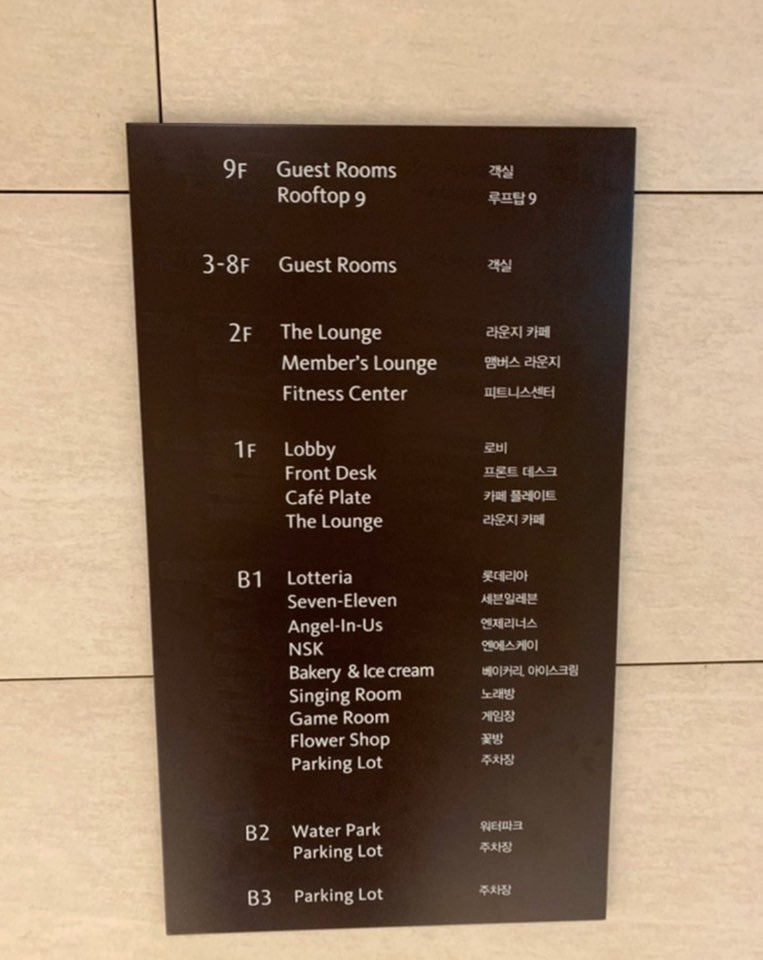 9F Guest Rooms 객실
Rooftop 9 루프탑 9
3-8F Guest Rooms 객실
2F The Lounge 라운지 카페
Member's Lounge 맴버스 라운지
Fitness Center 피트니스센터
1F Lobby 로비
Front Desk 프론트 데스크
Café Plate 카페 플레이트
The Lounge 라운지 카페
B1 Lotteria 롯데리아
Seven-Eleven 세븐일레븐
Angel-In-Us 엔제리너스
NSK 엔에스케이
Bakery & Ice cream 베이커리, 아이스크림
Singing Room 노래방
Game Room 게임장
Flower Shop 꽃방
Parking Lot 주차장
B2 Water Park 워터파크
Parking Lot 주차장
B3 Parking Lot 주차장